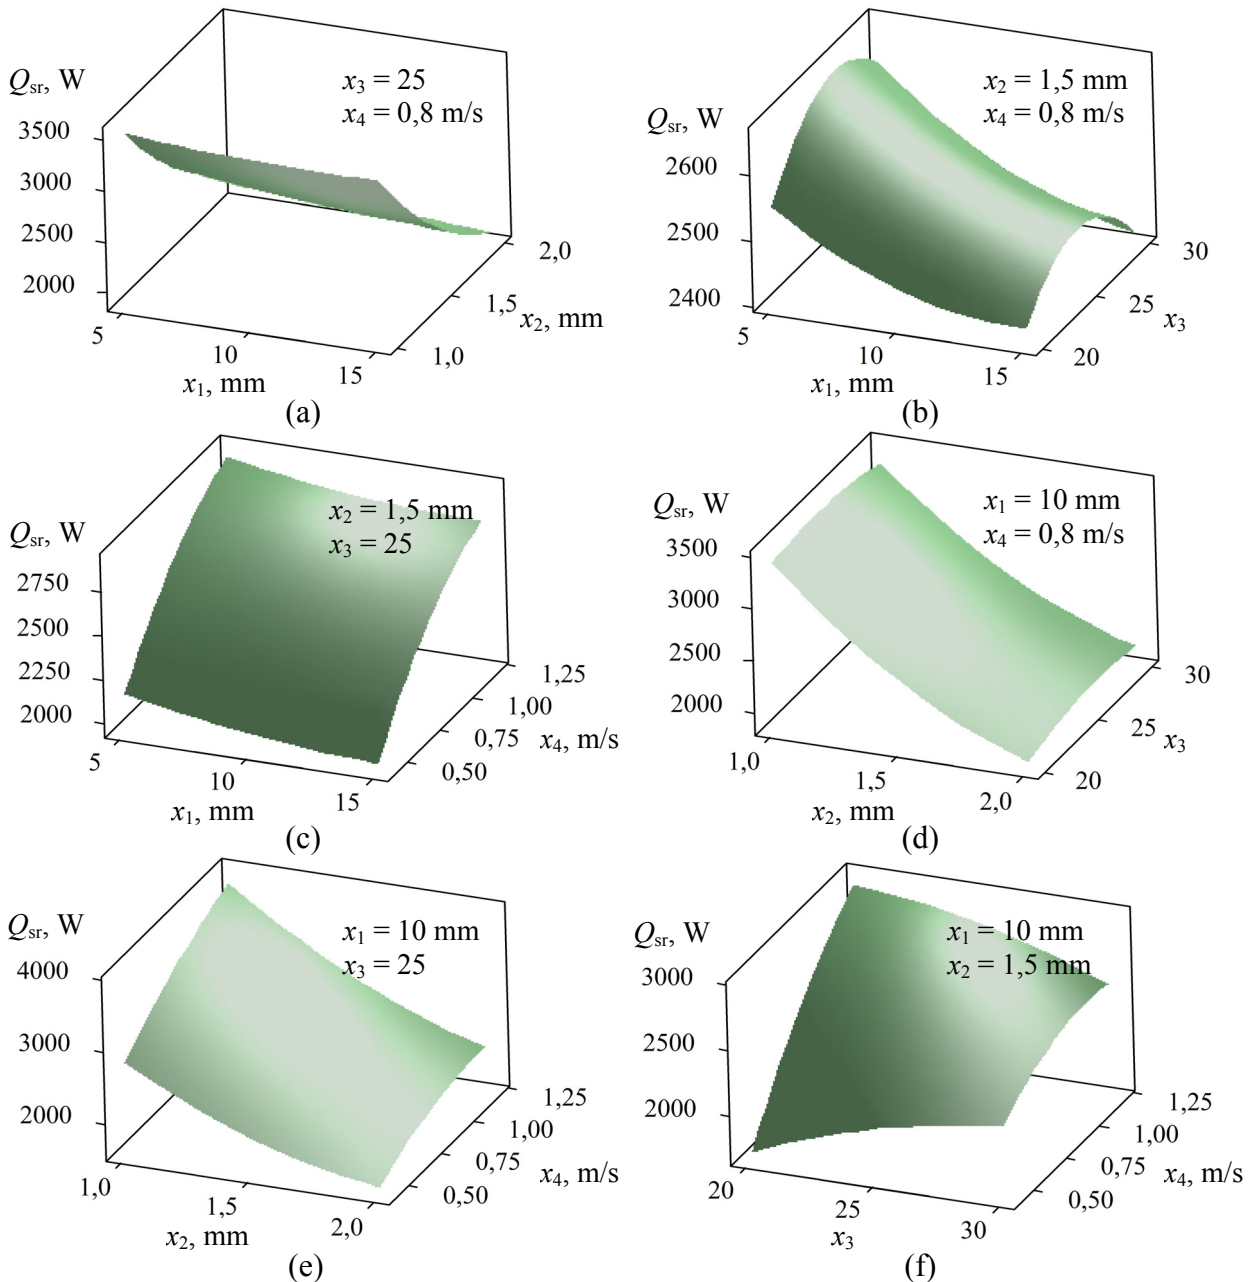 Qsr, W
x3 = 25
x4 = 0,8 m/s
3500
3000
2500
2000
5
10
15
x1, mm
1,0
1,5
2,0
x2, mm
(a)
Qsr, W
x2 = 1,5 mm
x4 = 0,8 m/s
2600
2500
2400
5
10
15
x1, mm
20
25
30
x3
(b)
Qsr, W
x2 = 1,5 mm
x3 = 25
2750
2500
2250
2000
5
10
15
x1, mm
0,50
0,75
1,00
1,25
x4, m/s
(c)
Qsr, W
x1 = 10 mm
x4 = 0,8 m/s
3500
3000
2500
2000
1,0
1,5
2,0
x2, mm
20
25
30
x3
(d)
Qsr, W
x1 = 10 mm
x3 = 25
4000
3000
2000
1,0
1,5
2,0
x2, mm
0,50
0,75
1,00
1,25
x4, m/s
(e)
Qsr, W
x1 = 10 mm
x2 = 1,5 mm
3000
2500
2000
20
25
30
x3
0,50
0,75
1,00
1,25
x4, m/s
(f)